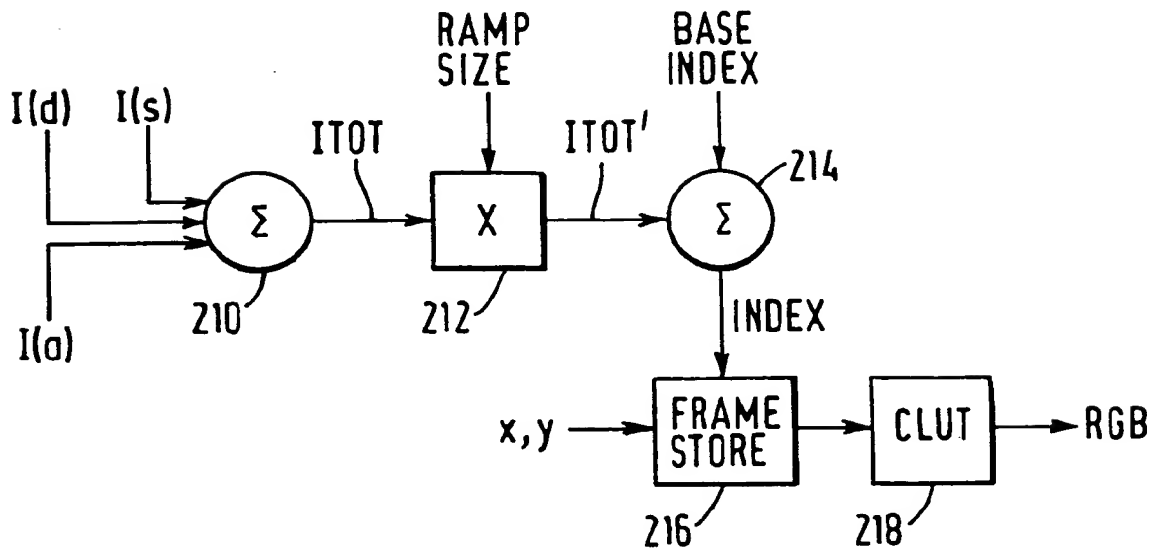 RAMP
SIZE
BASE
INDEX
I(d)
I(s)
ITOT
ITOT'
214
Σ
X
Σ
210
212
I(a)
INDEX
x,y
FRAME
STORE
CLUT
RGB
216
218